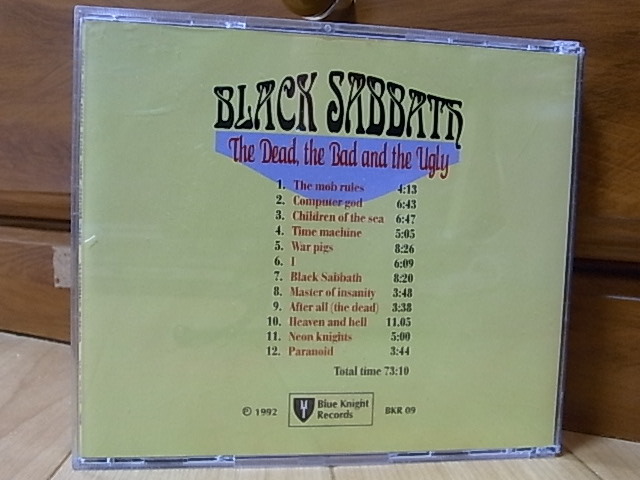 BLACK SABBATH
The Dead, the Bad and the Ugly
1. The mob rules 4:13
2. Computer god 6:43
3. Children of the sea 6:47
4. Time machine 5:05
5. War pigs 8:26
6. I 6:09
7. Black Sabbath 8:20
8. Master of insanity 3:48
9. After all (the dead) 3:38
10. Heaven and hell 11.05
11. Neon knights 5:00
12. Paranoid 3:44
Total time 73:10
© 1992 Blue Knight Records BKR 09